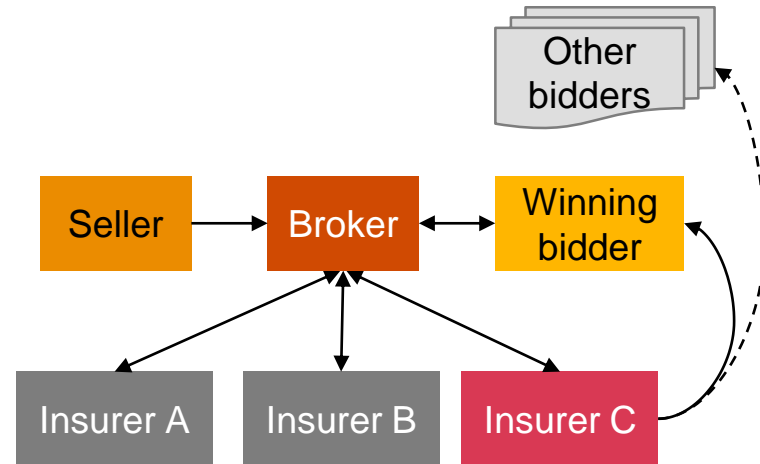 Other
bidders
Seller
Broker
Winning
bidder
Insurer A
Insurer B
Insurer C